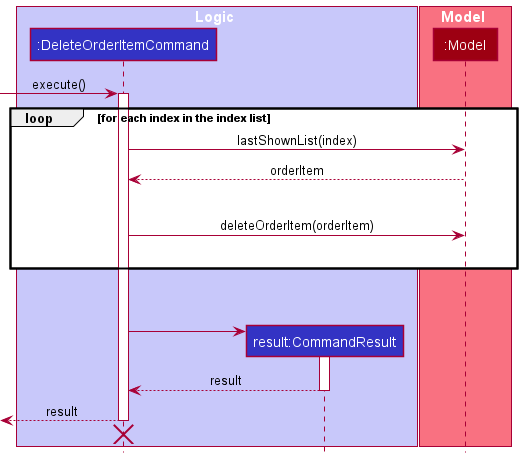 Logic
Model
:DeleteOrderItemCommand
:Model
execute()
loop
[for each index in the index list]
lastShownList(index)
orderItem
deleteOrderItem(orderItem)
result:CommandResult
result
result